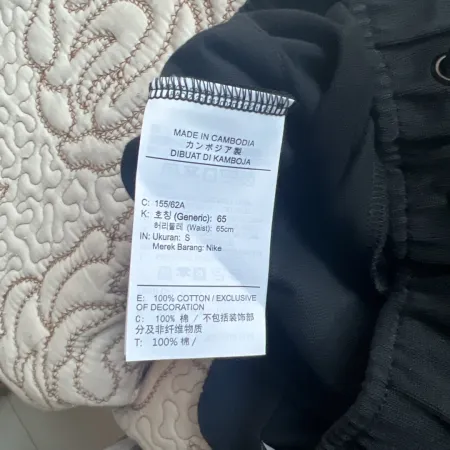 MADE IN CAMBODIA
カンボジア製
DIBUAT DI KAMBOJA
C: 155/62A
K: 호칭 (Generic): 65
허리둘레 (Waist): 65cm
IN: Ukuran: S
Merek Barang: Nike
E: 100% COTTON / EXCLUSIVE
OF DECORATION
C: 100% 棉 / 不包括装饰部
分及非纤维物质
T: 100% 棉 /